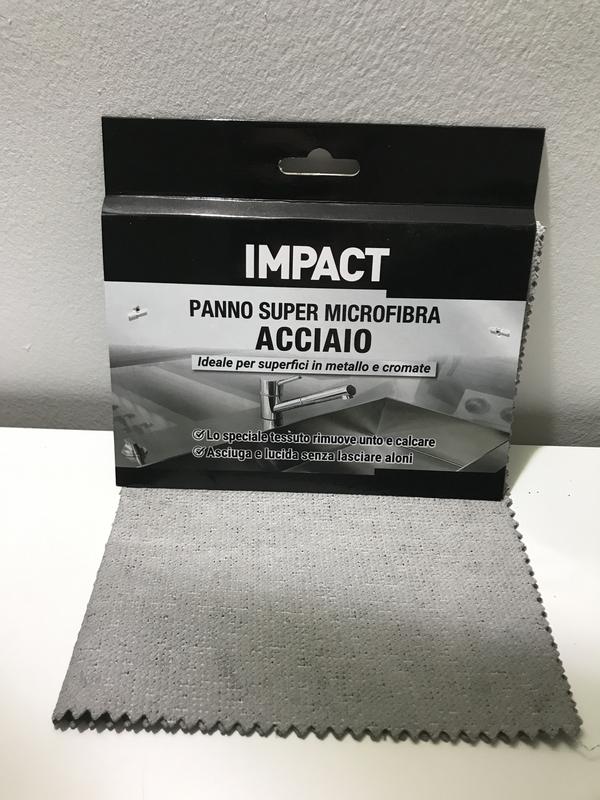 IMPACT
PANNO SUPER MICROFIBRA
ACCIAIO
Ideale per superfici in metallo e cromate
Lo speciale tessuto rimuove unto e calcare
Asciuga e lucida senza lasciare aloni